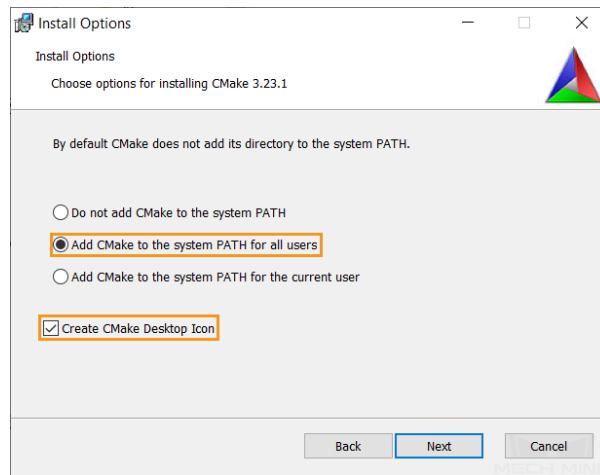 Install Options
Install Options
Choose options for installing CMake 3.23.1
By default CMake does not add its directory to the system PATH.
Do not add CMake to the system PATH
Add CMake to the system PATH for all users
Add CMake to the system PATH for the current user
Create CMake Desktop Icon
Back Next Cancel
MECH MIN